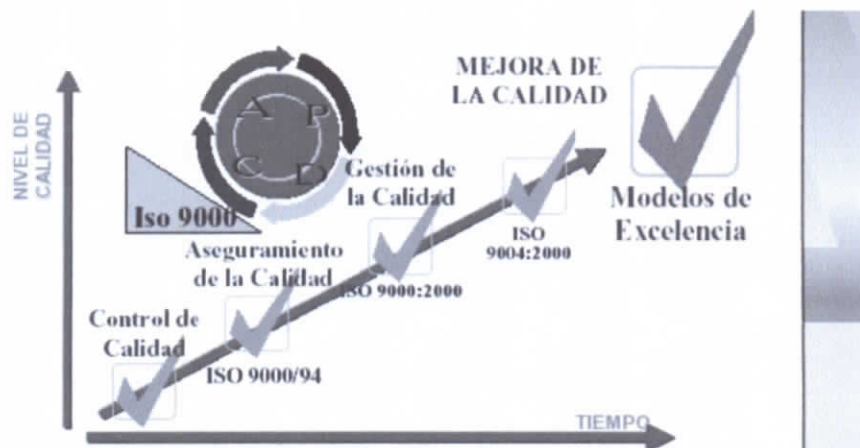 MEJORA DE
LA CALIDAD
NIVEL DE
CALIDAD
A P
C D
Gestión de
la Calidad
Iso 9000
Modelos de
Excelencia
ISO
9004:2000
Aseguramiento
de la Calidad
ISO 9000:2000
Control de
Calidad
ISO 9000/94
TIEMPO